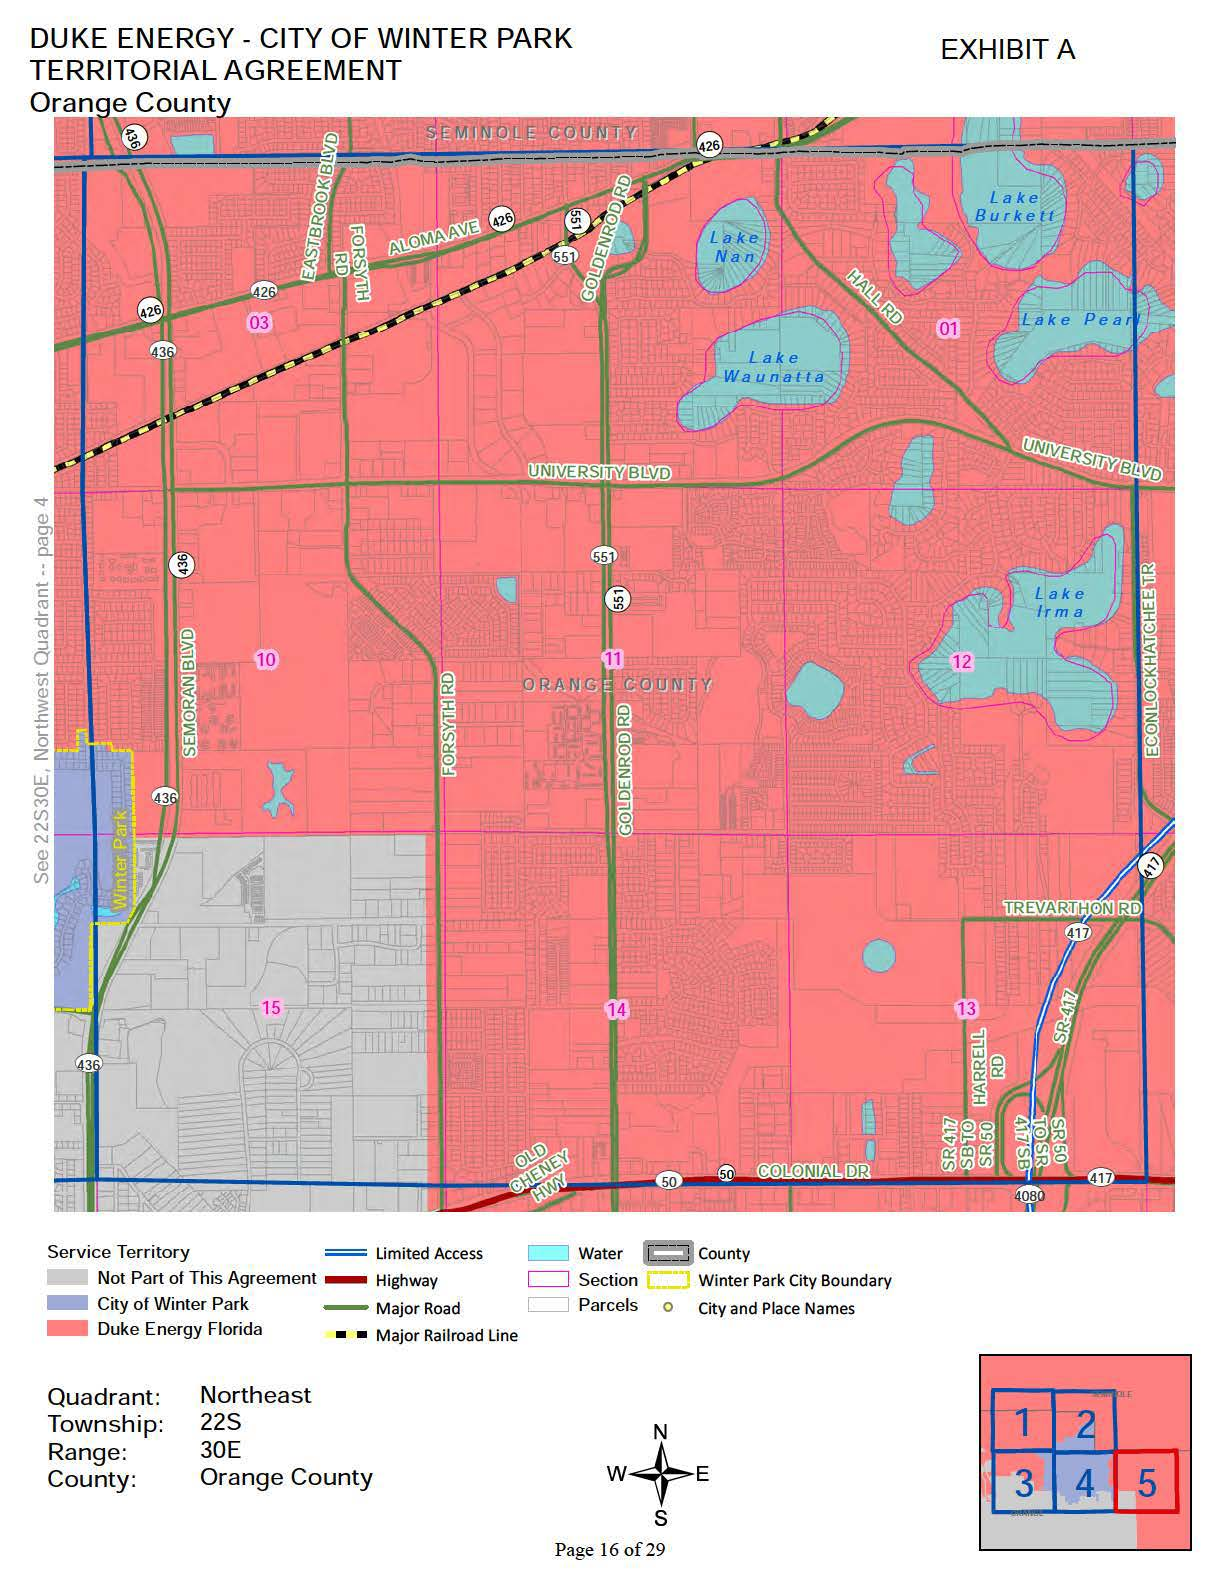 DUKE ENERGY - CITY OF WINTER PARK
TERRITORIAL AGREEMENT
Orange County
EXHIBIT A
SEMINOLE COUNTY
436
426
EASTBROOK BLVD
FORSYTH RD
ALOMA AVE
426
551
551
GOLDENROD RD
Lake Nan
Lake Burkett
HALL RD
426
426
03
436
01
Lake Pearl
Lake Waunatta
UNIVERSITY BLVD
UNIVERSITY BLVD
See 22S30E, Northwest Quadrant -- page 4
436
551
551
Lake Irma
ECONLOCKHATCHEE TR
SEMORAN BLVD
10
11
12
ORANGE COUNTY
FORSYTH RD
GOLDENROD RD
436
Winter Park
417
TREVARTHON RD
417
15
14
13
SR-417
HARRELL RD
436
SR-417 SB-TO SR 50
417 SB TO SR SR 50
OLD CHENEY HWY
50
50
COLONIAL DR
417
4080
Service Territory
Not Part of This Agreement
City of Winter Park
Duke Energy Florida
Limited Access
Highway
Major Road
Major Railroad Line
Water
Section
Parcels
County
Winter Park City Boundary
City and Place Names
Quadrant: Northeast
Township: 22S
Range: 30E
County: Orange County
N
W E
S
SEMINOLE
1 2
3 4 5
ORANGE
Page 16 of 29